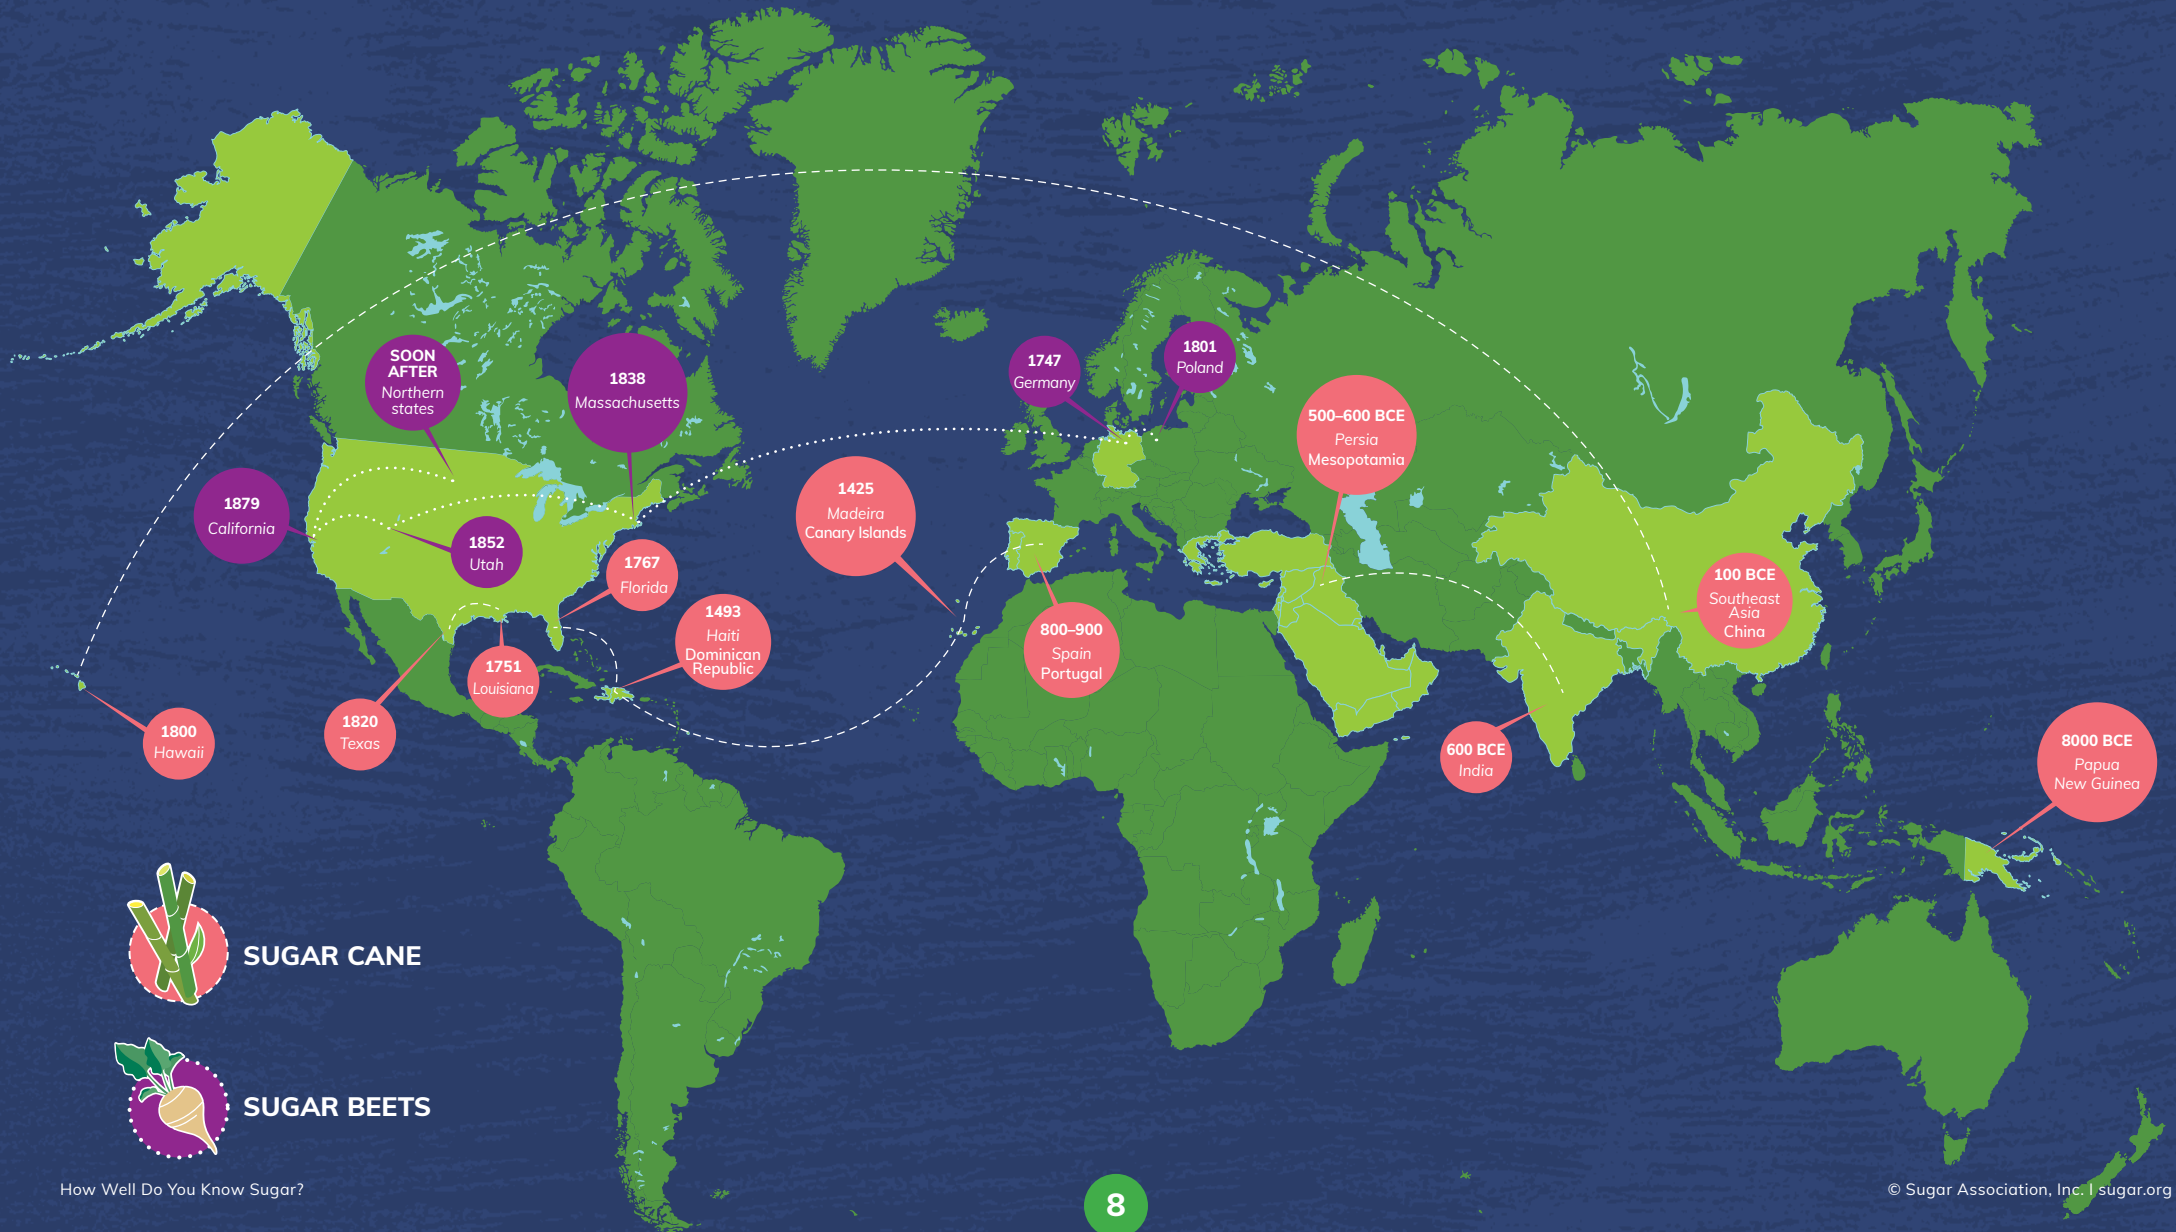 SOON
AFTER
Northern
states
1838
Massachusetts
1747
Germany
1801
Poland
500–600 BCE
Persia
Mesopotamia
1879
California
1852
Utah
1425
Madeira
Canary Islands
1767
Florida
100 BCE
Southeast
Asia
China
1493
Haiti
Dominican
Republic
800–900
Spain
Portugal
1751
Louisiana
1800
Hawaii
1820
Texas
600 BCE
India
8000 BCE
Papua
New Guinea
SUGAR CANE
SUGAR BEETS
How Well Do You Know Sugar?
8
© Sugar Association, Inc. | sugar.org